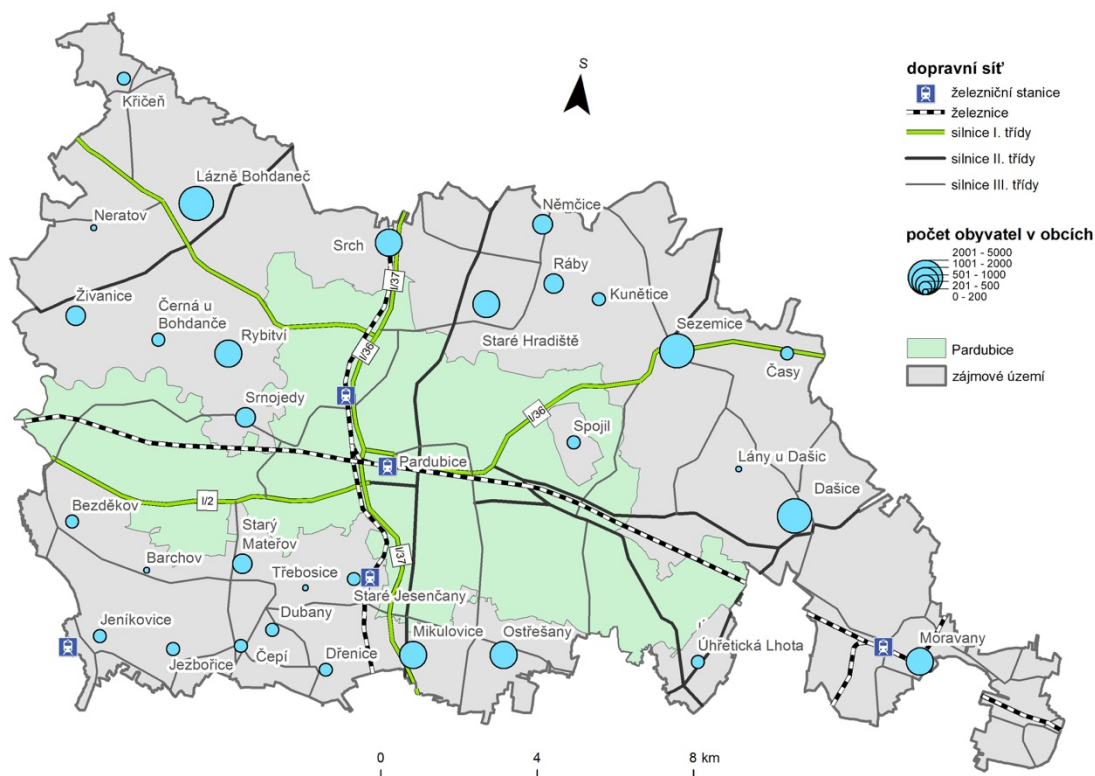 S
dopravní síť
železniční stanice
železnice
silnice I. třídy
silnice II. třídy
silnice III. třídy
počet obyvatel v obcích
2001 - 5000
1001 - 2000
501 - 1000
201 - 500
0 - 200
Pardubice
zájmové území
Křičeň
Lázně Bohdaneč
Neratov
Němčice
Srch
Ráby
I/37
Kunětice
Živanice
Černá u
Bohdanče
Rybitví
Staré Hradiště
Sezemice
I/36
Časy
Srnojedy
I/36
Spojil
Pardubice
Lány u Dašic
I/2
Dašice
Bezděkov
Starý
Mateřov
I/37
Barchov
Třebosice
Staré Jesenčany
Dubany
Jeníkovice
Mikulovice
Ostřešany
Úhřetická Lhota
Moravany
Jezbořice
Čepí
Dřenice
0
4
8 km